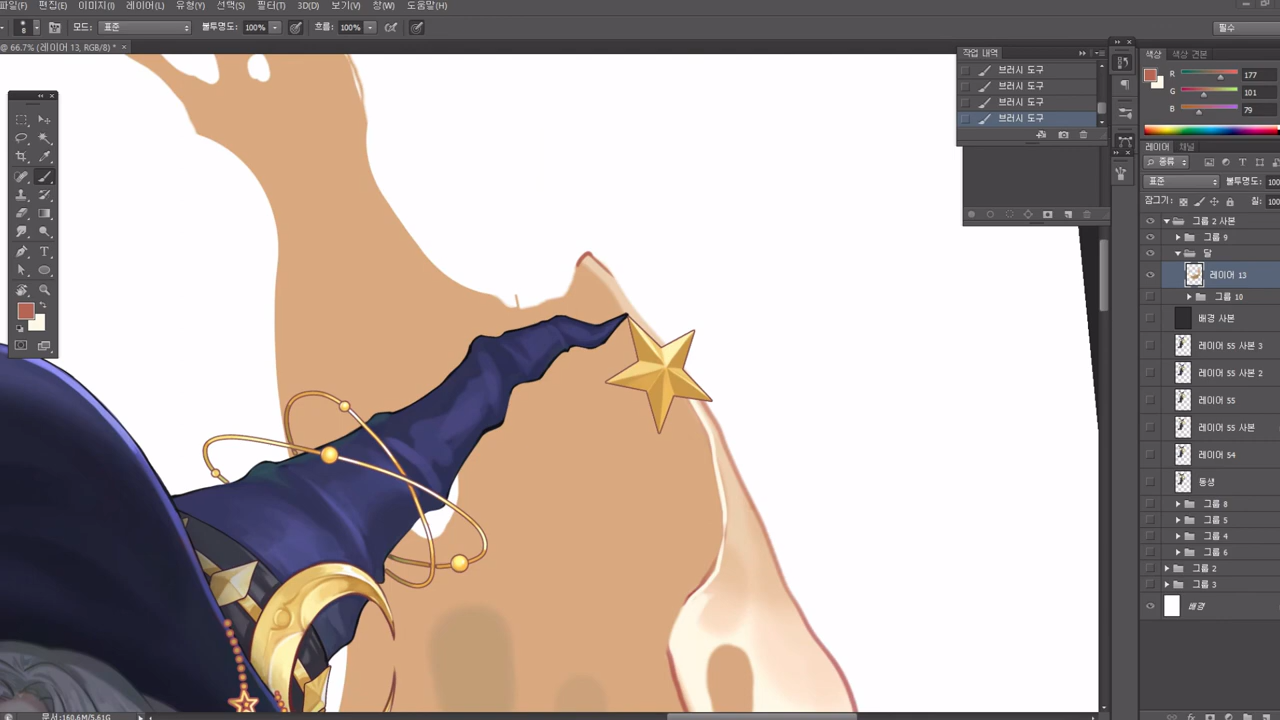 파일(F) 편집(E) 이미지(I) 레이어(L) 유형(Y) 선택(S) 필터(T) 3D(D) 보기(V) 창(W) 도움말(H)
8 모드: 표준 불투명도: 100% 흐름: 100% 필수
@ 66.7% (레이어 13, RGB/8) * ×
작업 내역
브러시 도구
브러시 도구
브러시 도구
브러시 도구
색상 색상 견본
R 177
G 101
B 79
레이어 채널
종류
표준 불투명도: 100
잠그기: 칠: 100
그룹 2 사본
그룹 9
달
레이어 13
그룹 10
배경 사본
레이어 55 사본 3
레이어 55 사본 2
레이어 55
레이어 55 사본
레이어 54
동생
그룹 8
그룹 5
그룹 4
그룹 6
그룹 2
그룹 3
배경
문서:160.6M/5.61G